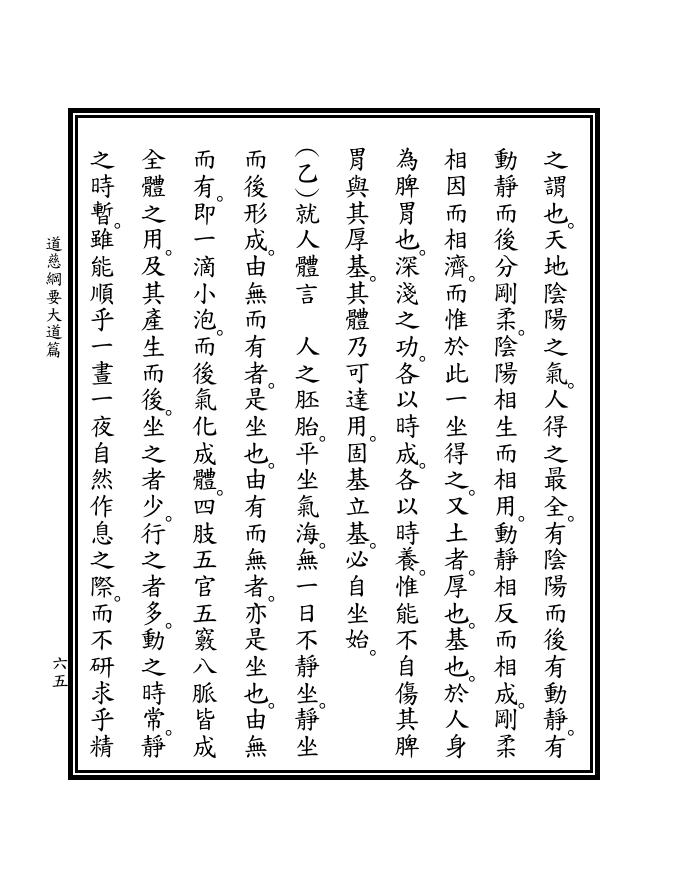 之謂也。天地陰陽之氣。人得之最全。有陰陽而後有動靜。有
動靜而後分剛柔。陰陽相生而相用。動靜相反而相成。剛柔
相因而相濟。而惟於此一坐得之。又土者。厚也。基也。於人身
為脾胃也。深淺之功。各以時成。各以時養。惟能不自傷其脾
胃與其厚基。其體乃可達用。固基立基。必自坐始。
(乙)就人體言　人之胚胎。平坐氣海。無一日不靜坐。靜坐
而後形成。由無而有者。是坐也。由有而無者。亦是坐也。由無
而有。即一滴小泡。而後氣化成體。四肢五官五竅八脈皆成
全體之用。及其產生而後。坐之者少。行之者多。動之時常。靜
之時暫。雖能順乎一晝一夜自然作息之際。而不研求乎精
道慈綱要大道篇
六五